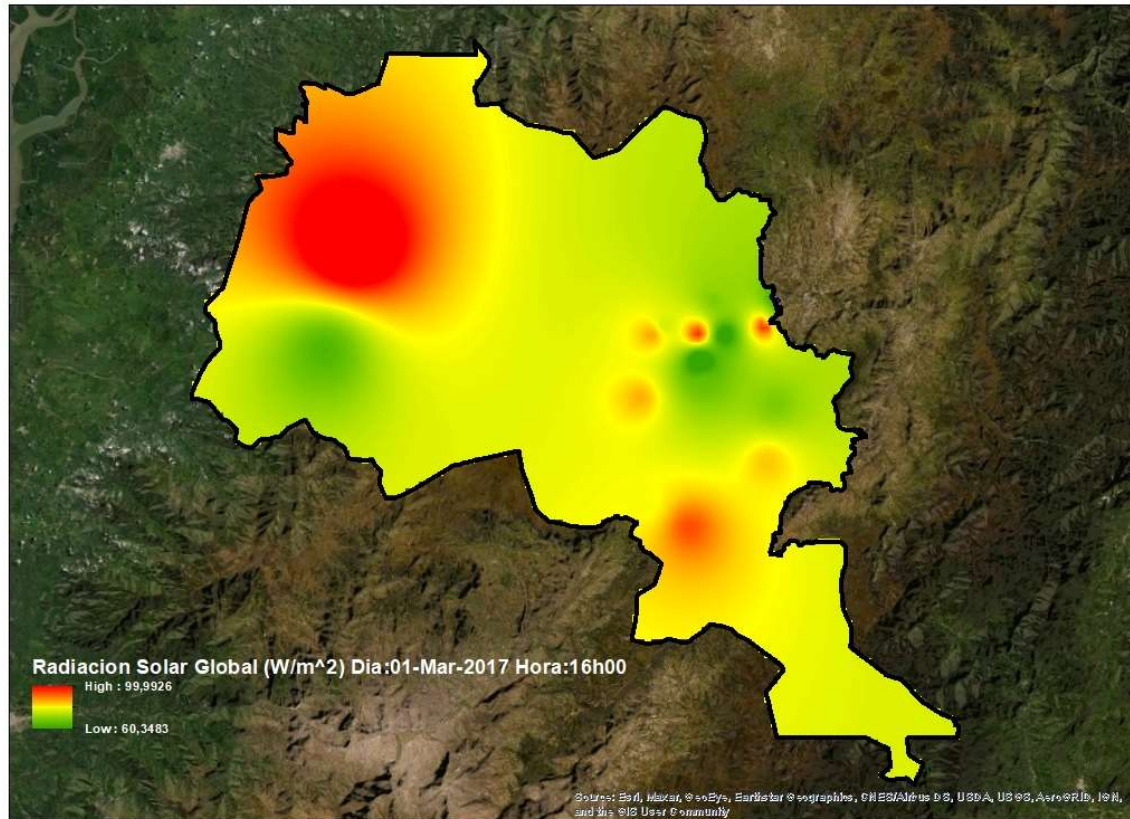 Radiacion Solar Global (W/m^2) Dia:01-Mar-2017 Hora:16h00
High : 99,9926
Low : 60,3483
Source: Esri, Maxar, GeoEye, Earthstar Geographics, CNES/Airbus DS, USDA, USGS, AeroGRID, IGN,
and the GIS User Community